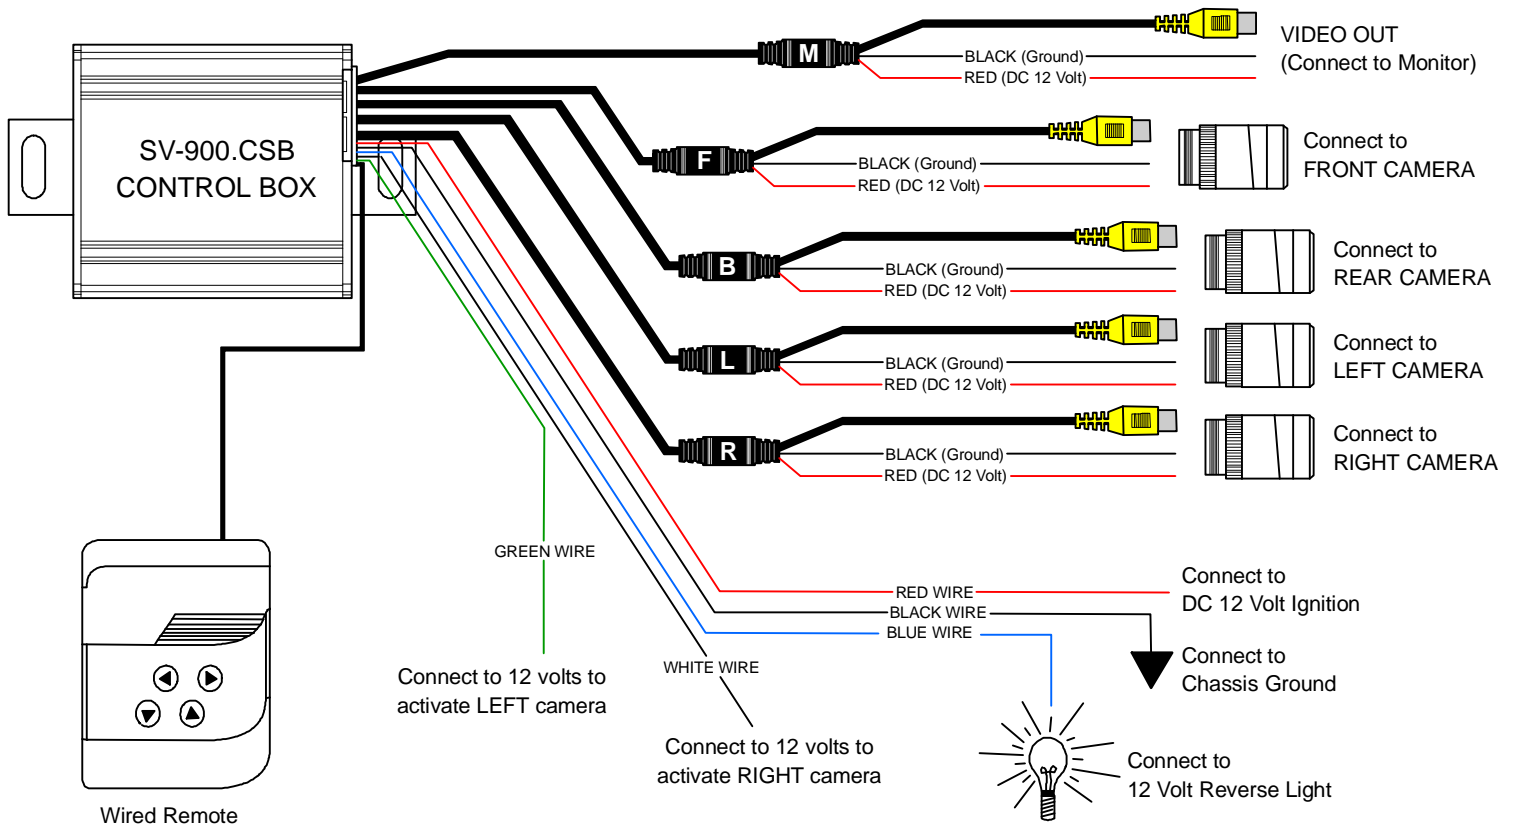 SV-900.CSB
CONTROL BOX
M
BLACK (Ground)
RED (DC 12 Volt)
VIDEO OUT
(Connect to Monitor)
F
BLACK (Ground)
RED (DC 12 Volt)
Connect to
FRONT CAMERA
B
BLACK (Ground)
RED (DC 12 Volt)
Connect to
REAR CAMERA
L
BLACK (Ground)
RED (DC 12 Volt)
Connect to
LEFT CAMERA
R
BLACK (Ground)
RED (DC 12 Volt)
Connect to
RIGHT CAMERA
GREEN WIRE
RED WIRE
BLACK WIRE
BLUE WIRE
WHITE WIRE
Connect to
DC 12 Volt Ignition
Connect to
Chassis Ground
Connect to 12 volts to
activate LEFT camera
Connect to 12 volts to
activate RIGHT camera
Connect to
12 Volt Reverse Light
Wired Remote